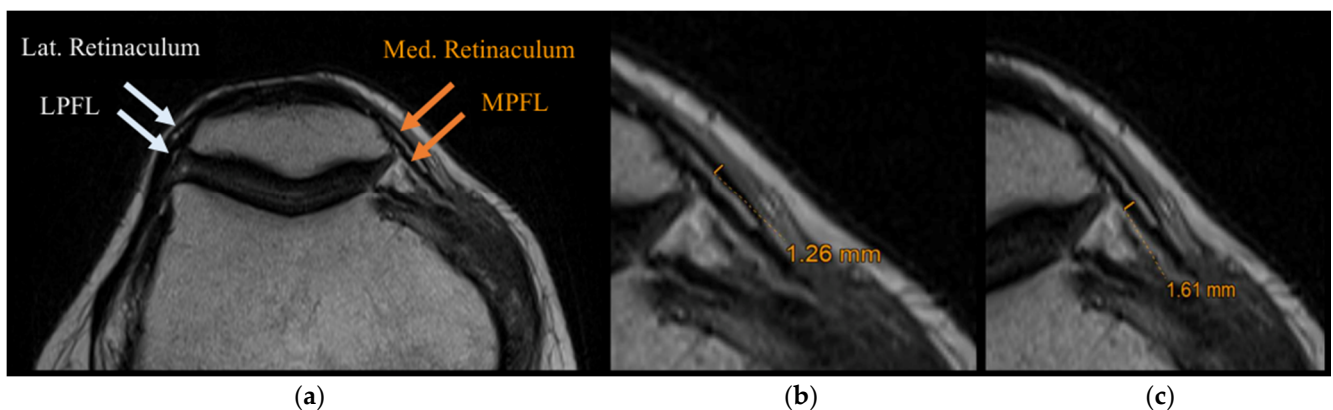 Lat. Retinaculum
LPFL
Med. Retinaculum
MPFL
1.26 mm
1.61 mm
(a)
(b)
(c)